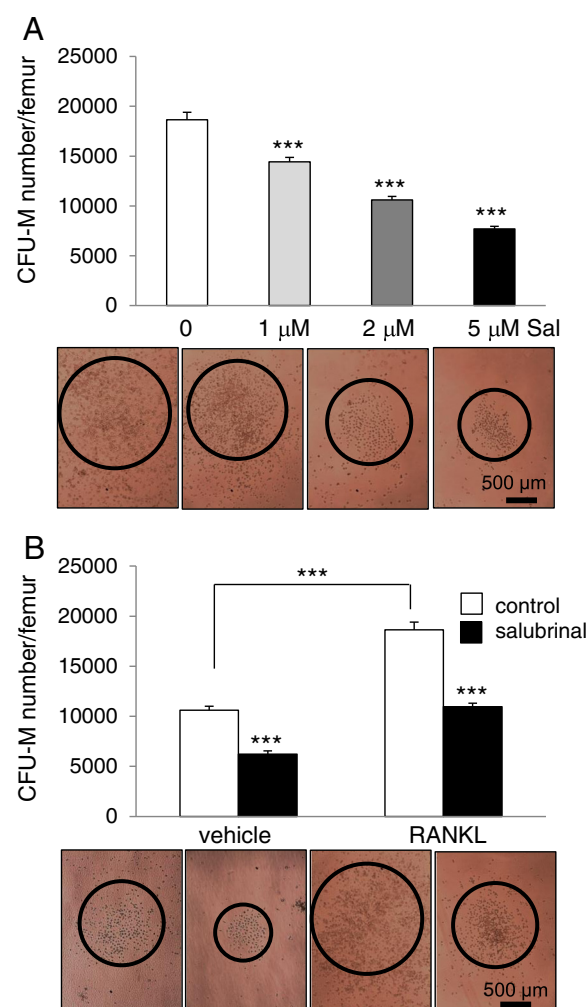 A
CFU-M number/femur
25000
20000
15000
10000
5000
0
***
***
***
0 1 μM 2 μM 5 μM Sal
500 μm
B
CFU-M number/femur
25000
20000
15000
10000
5000
0
***
control
salubrinal
***
***
vehicle RANKL
500 μm